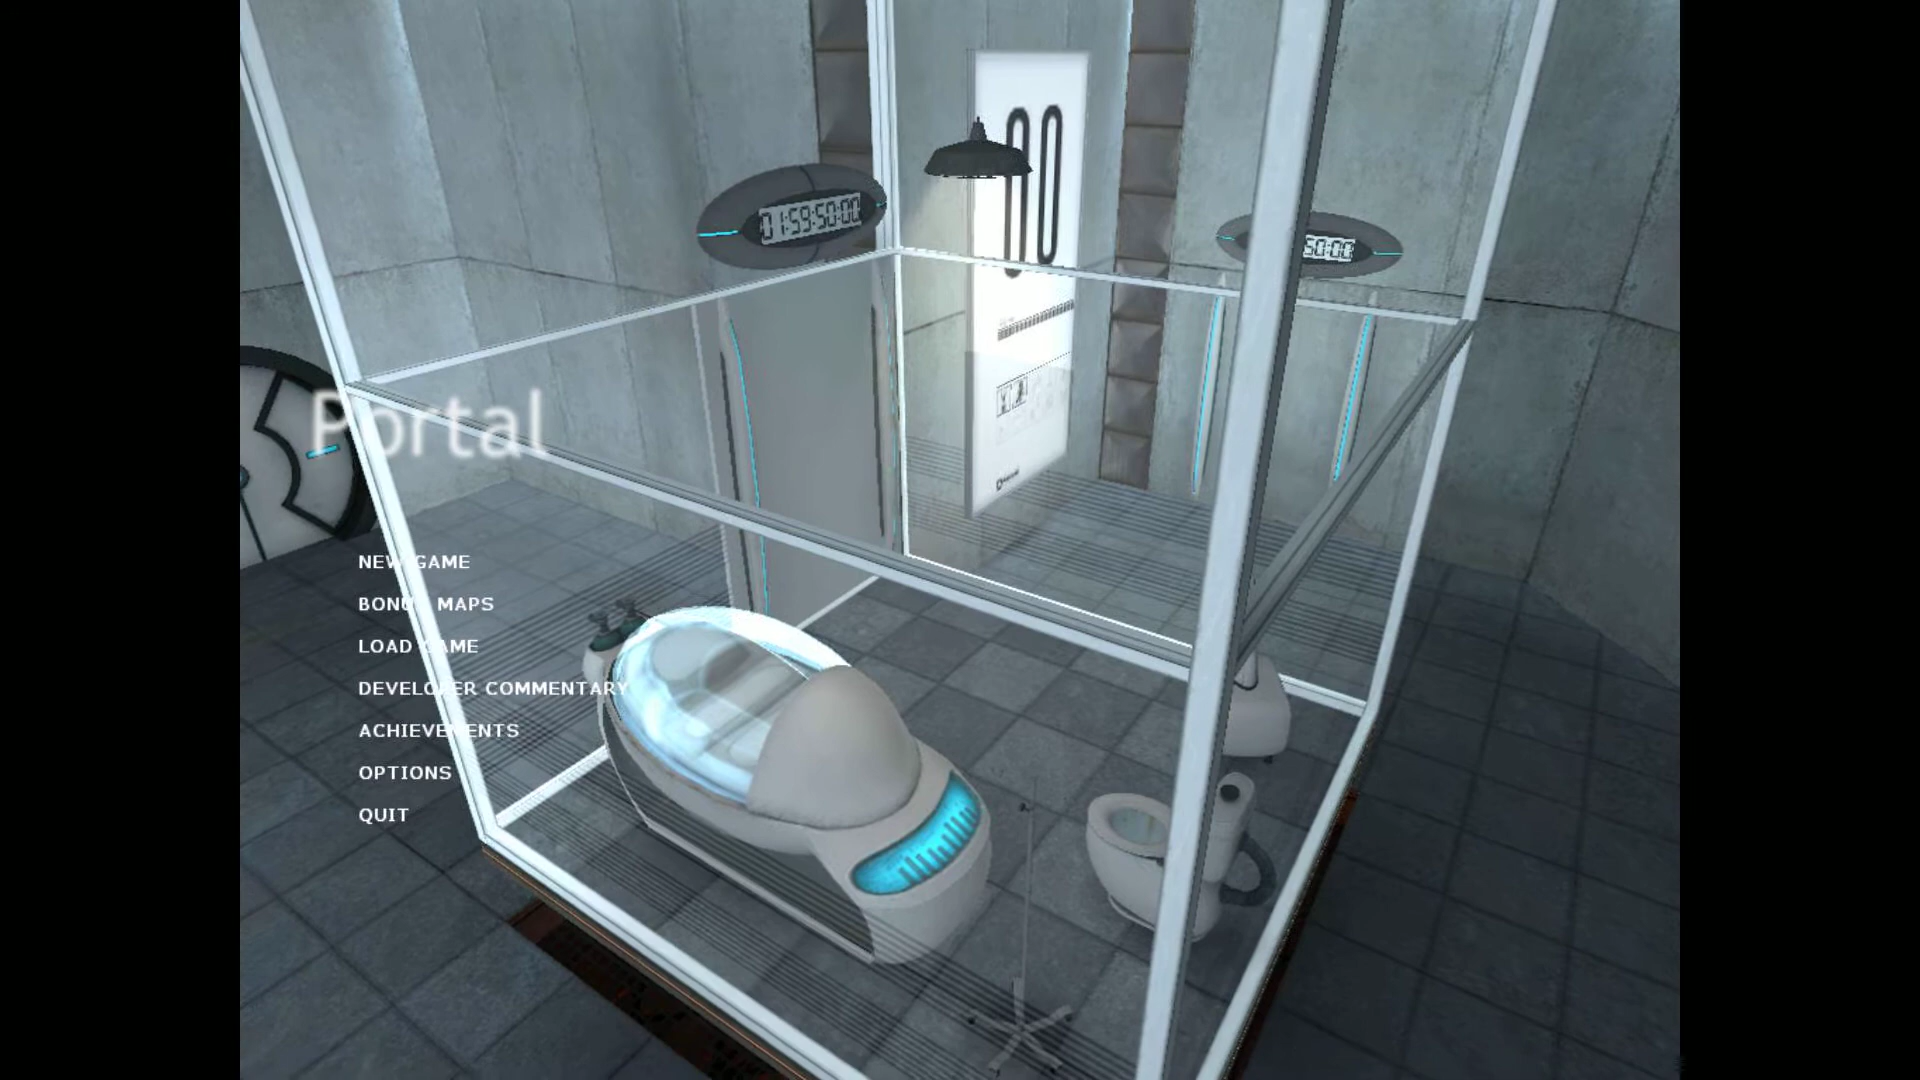 00
01:59:50:00
50:00
Portal
NEW GAME
BONUS MAPS
LOAD GAME
DEVELOPER COMMENTARY
ACHIEVEMENTS
OPTIONS
QUIT